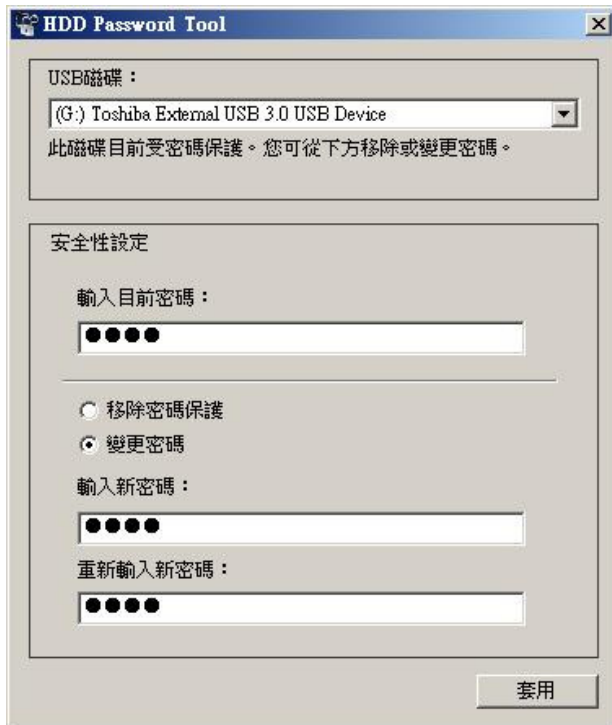 HDD Password Tool
USB磁碟：
(G:) Toshiba External USB 3.0 USB Device
此磁碟目前受密碼保護。您可從下方移除或變更密碼。
安全性設定
輸入目前密碼：
●●●●
移除密碼保護
變更密碼
輸入新密碼：
●●●●
重新輸入新密碼：
●●●●
套用